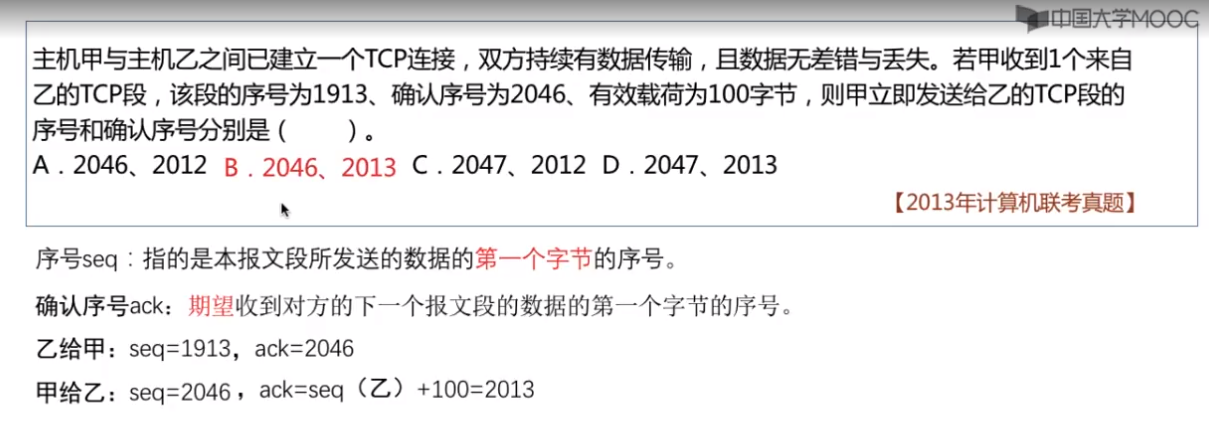 中国大学MOOC
主机甲与主机乙之间已建立一个TCP连接，双方持续有数据传输，且数据无差错与丢失。若甲收到1个来自
乙的TCP段，该段的序号为1913、确认序号为2046、有效载荷为100字节，则甲立即发送给乙的TCP段的
序号和确认序号分别是（　　）。
A．2046、2012 B．2046、2013 C．2047、2012 D．2047、2013
【2013年计算机联考真题】
序号seq：指的是本报文段所发送的数据的第一个字节的序号。
确认序号ack：期望收到对方的下一个报文段的数据的第一个字节的序号。
乙给甲：seq=1913，ack=2046
甲给乙：seq=2046，ack=seq（乙）+100=2013